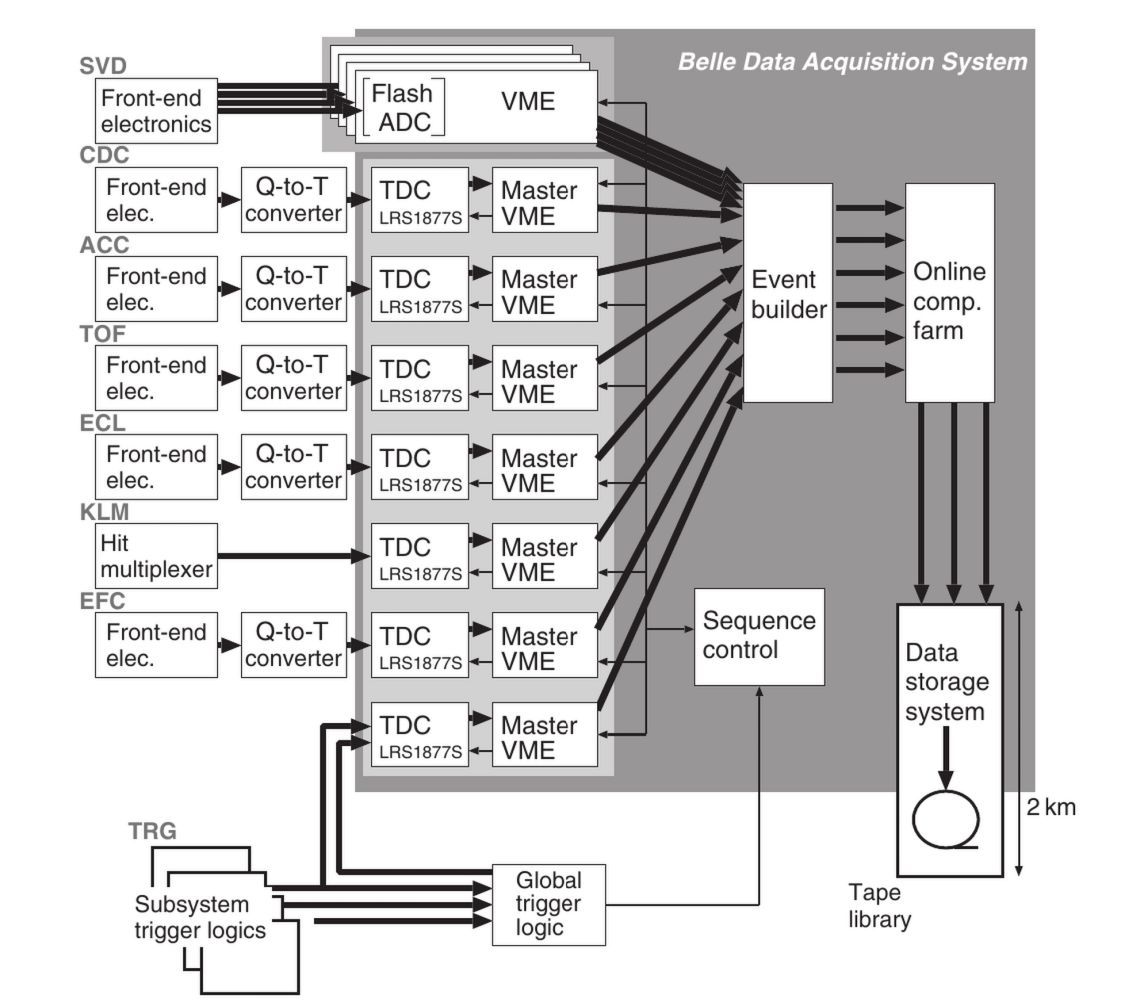 Belle Data Acquisition System
SVD
Front-end
electronics
Flash
ADC
VME
CDC
Front-end
elec.
Q-to-T
converter
TDC
LRS1877S
Master
VME
ACC
Front-end
elec.
Q-to-T
converter
TDC
LRS1877S
Master
VME
TOF
Front-end
elec.
Q-to-T
converter
TDC
LRS1877S
Master
VME
ECL
Front-end
elec.
Q-to-T
converter
TDC
LRS1877S
Master
VME
KLM
Hit
multiplexer
TDC
LRS1877S
Master
VME
EFC
Front-end
elec.
Q-to-T
converter
TDC
LRS1877S
Master
VME
TDC
LRS1877S
Master
VME
Event
builder
Online
comp.
farm
Sequence
control
Data
storage
system
2 km
Tape
library
TRG
Subsystem
trigger logics
Global
trigger
logic